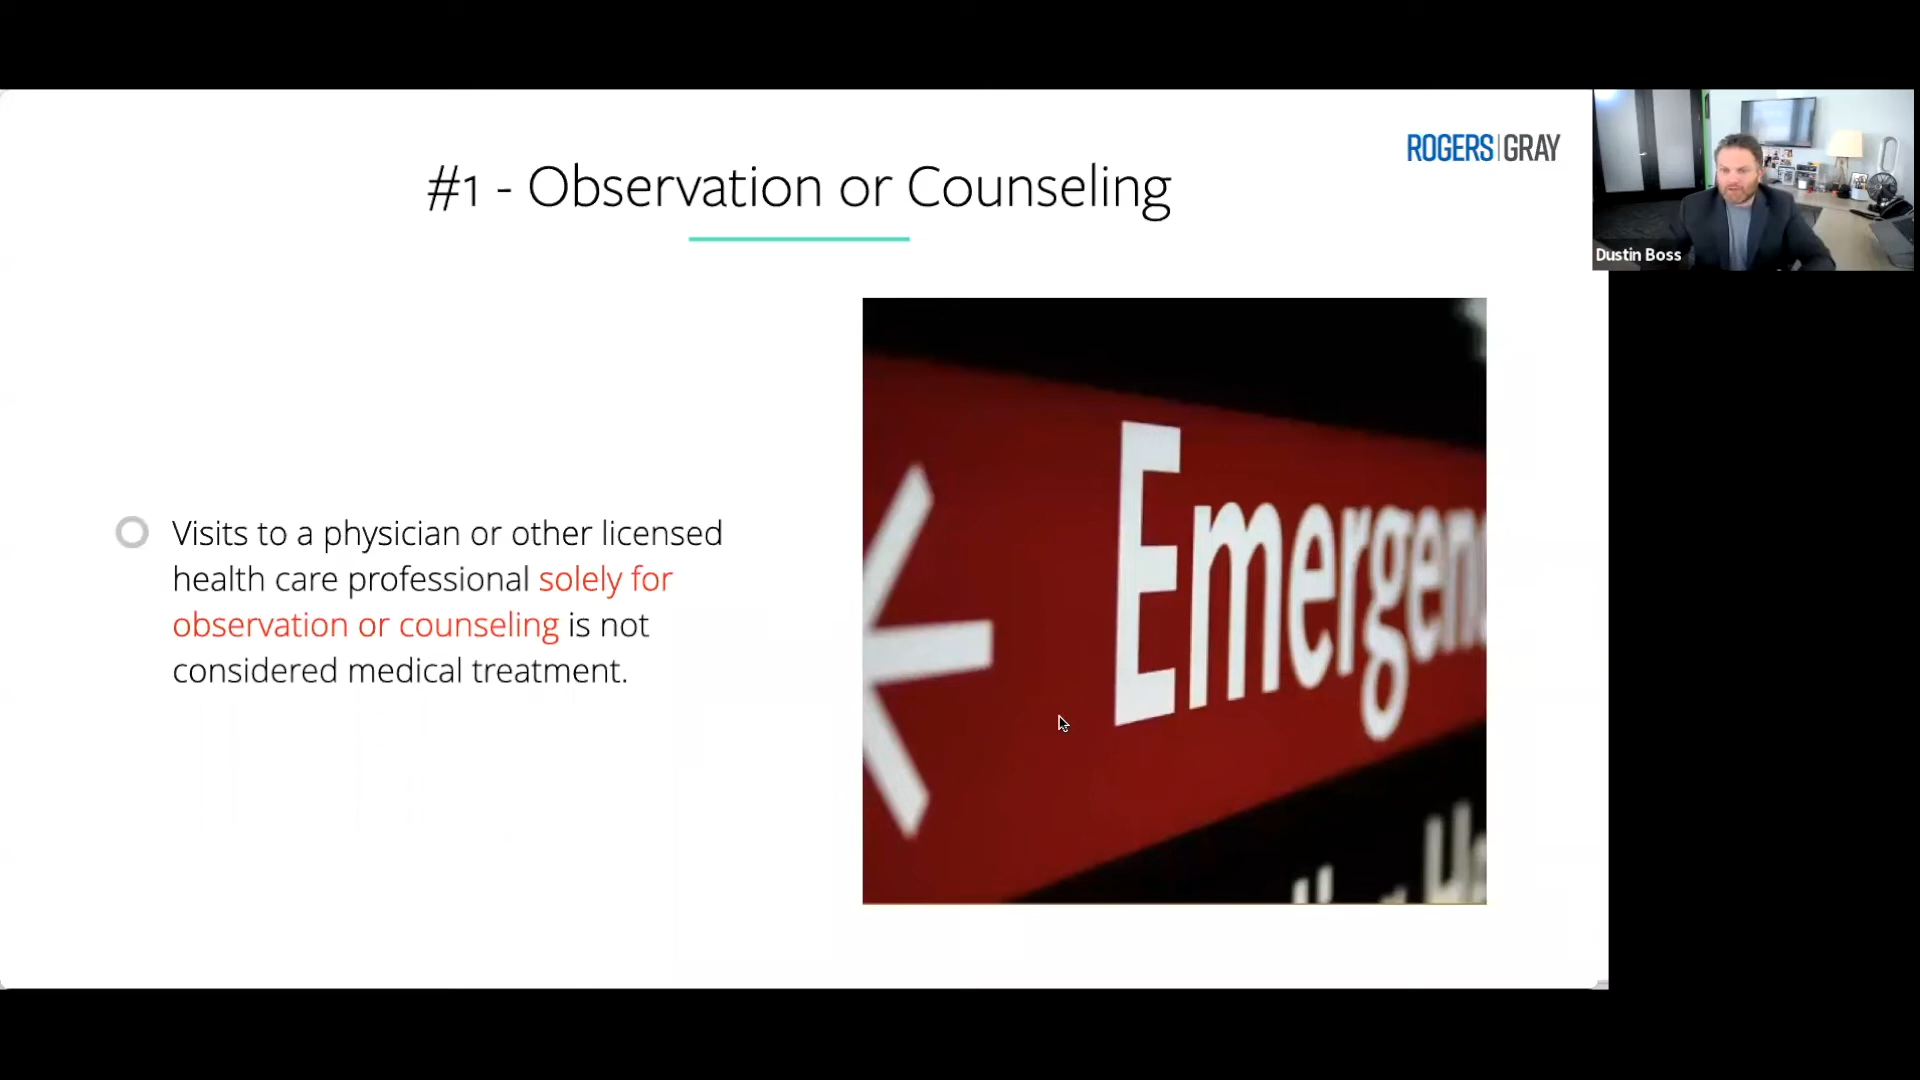 #1 - Observation or Counseling
ROGERS|GRAY
Dustin Boss
Visits to a physician or other licensed
health care professional solely for
observation or counseling is not
considered medical treatment.
Emergen